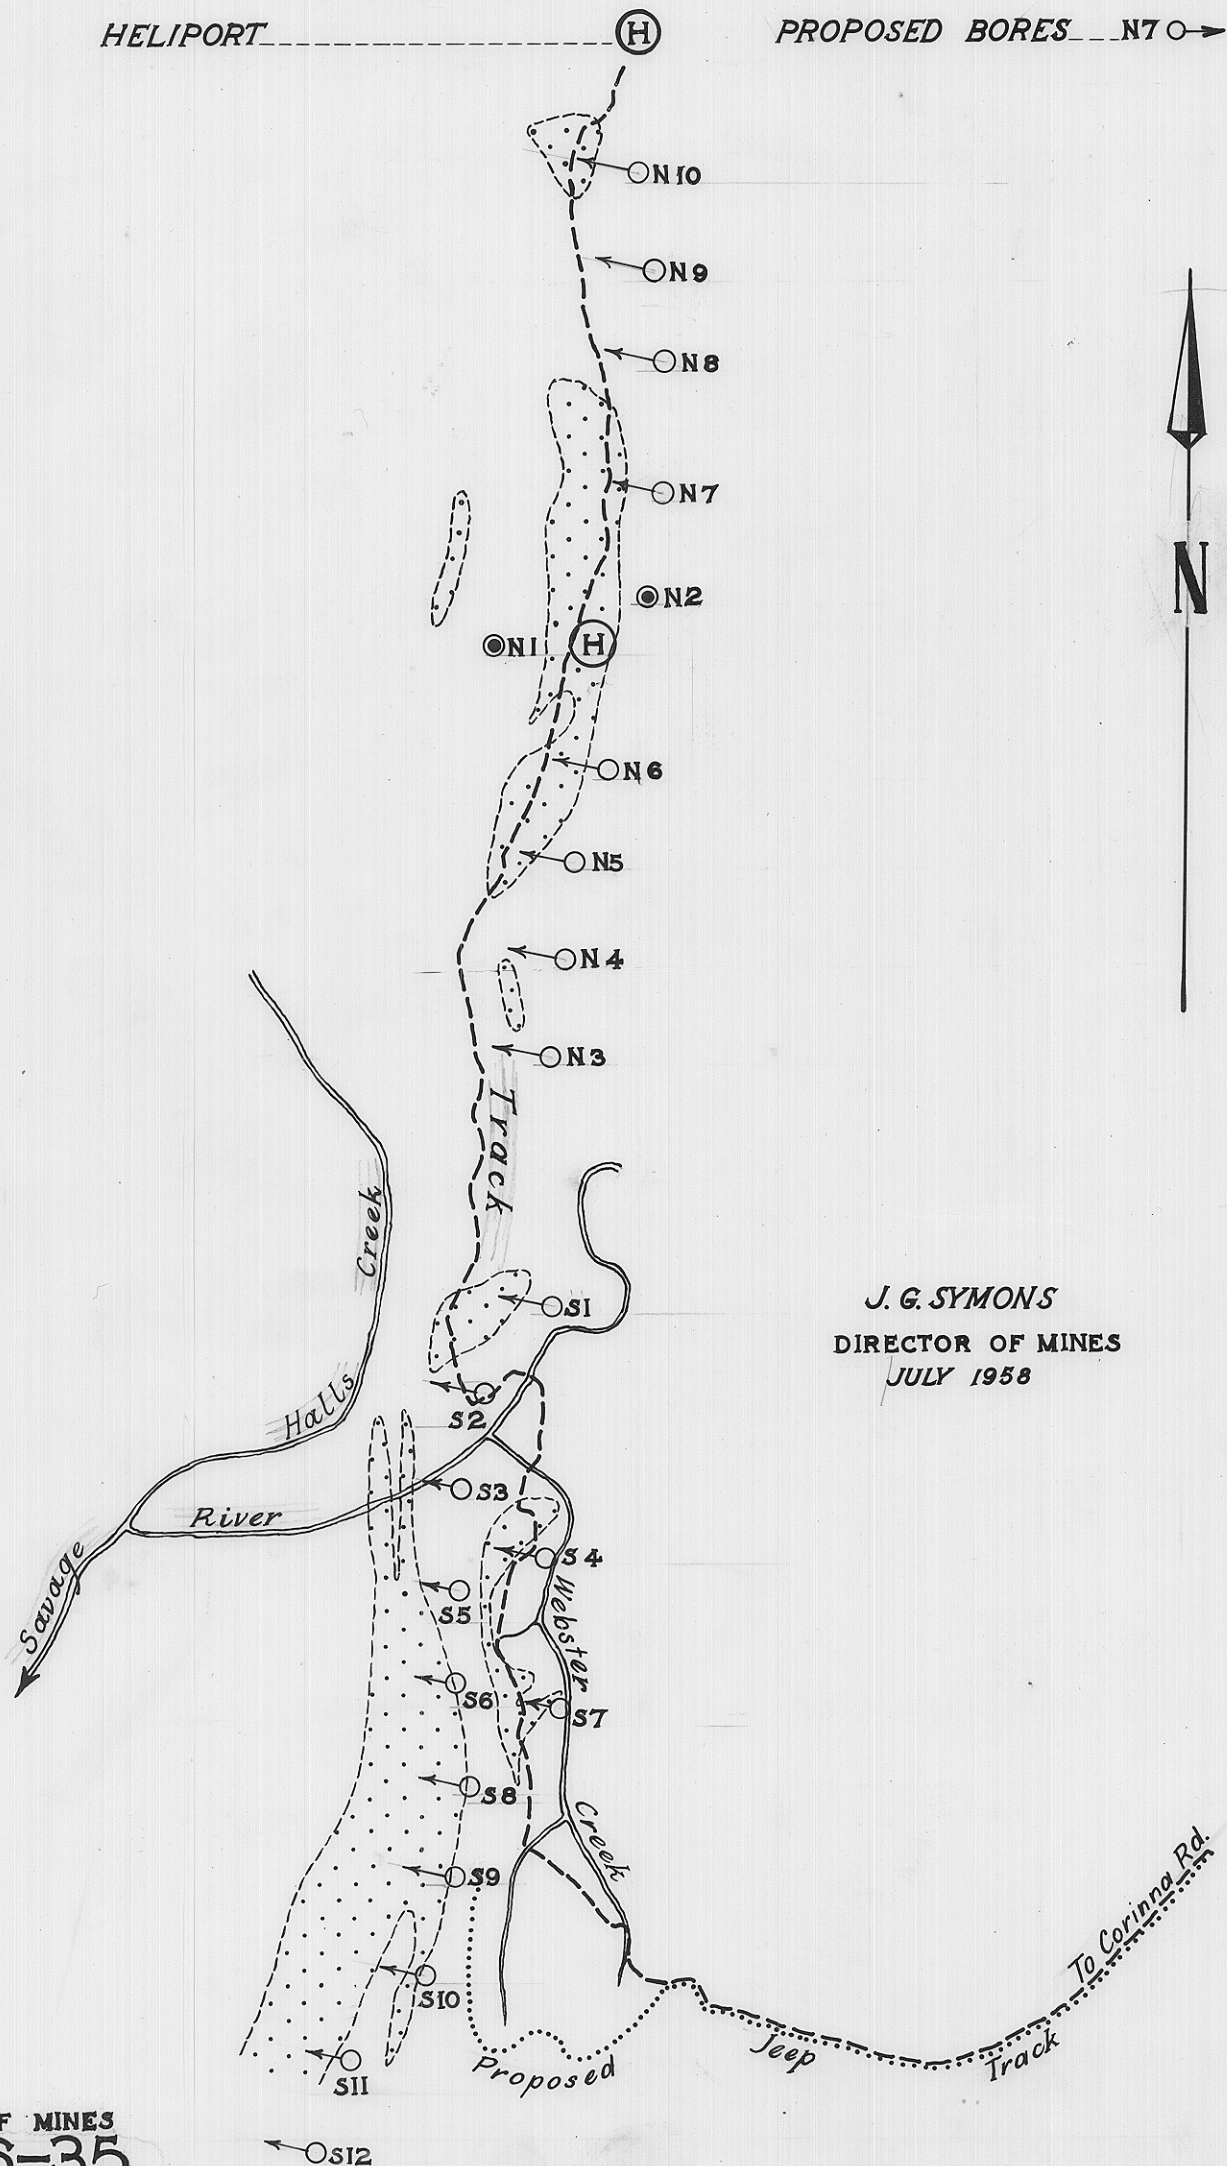 HELIPORT
H
PROPOSED BORES N7
N10
N9
N8
N7
N
N2
N1
H
N6
N5
N4
N3
Track
Creek
S1
J. G. SYMONS
DIRECTOR OF MINES
JULY 1958
Halls
S2
S3
River
Savage
S4
S5
Webster
S6
S7
S8
Creek
S9
S10
To Corinna Rd.
Jeep
Track
Proposed
S11
F MINES
S12